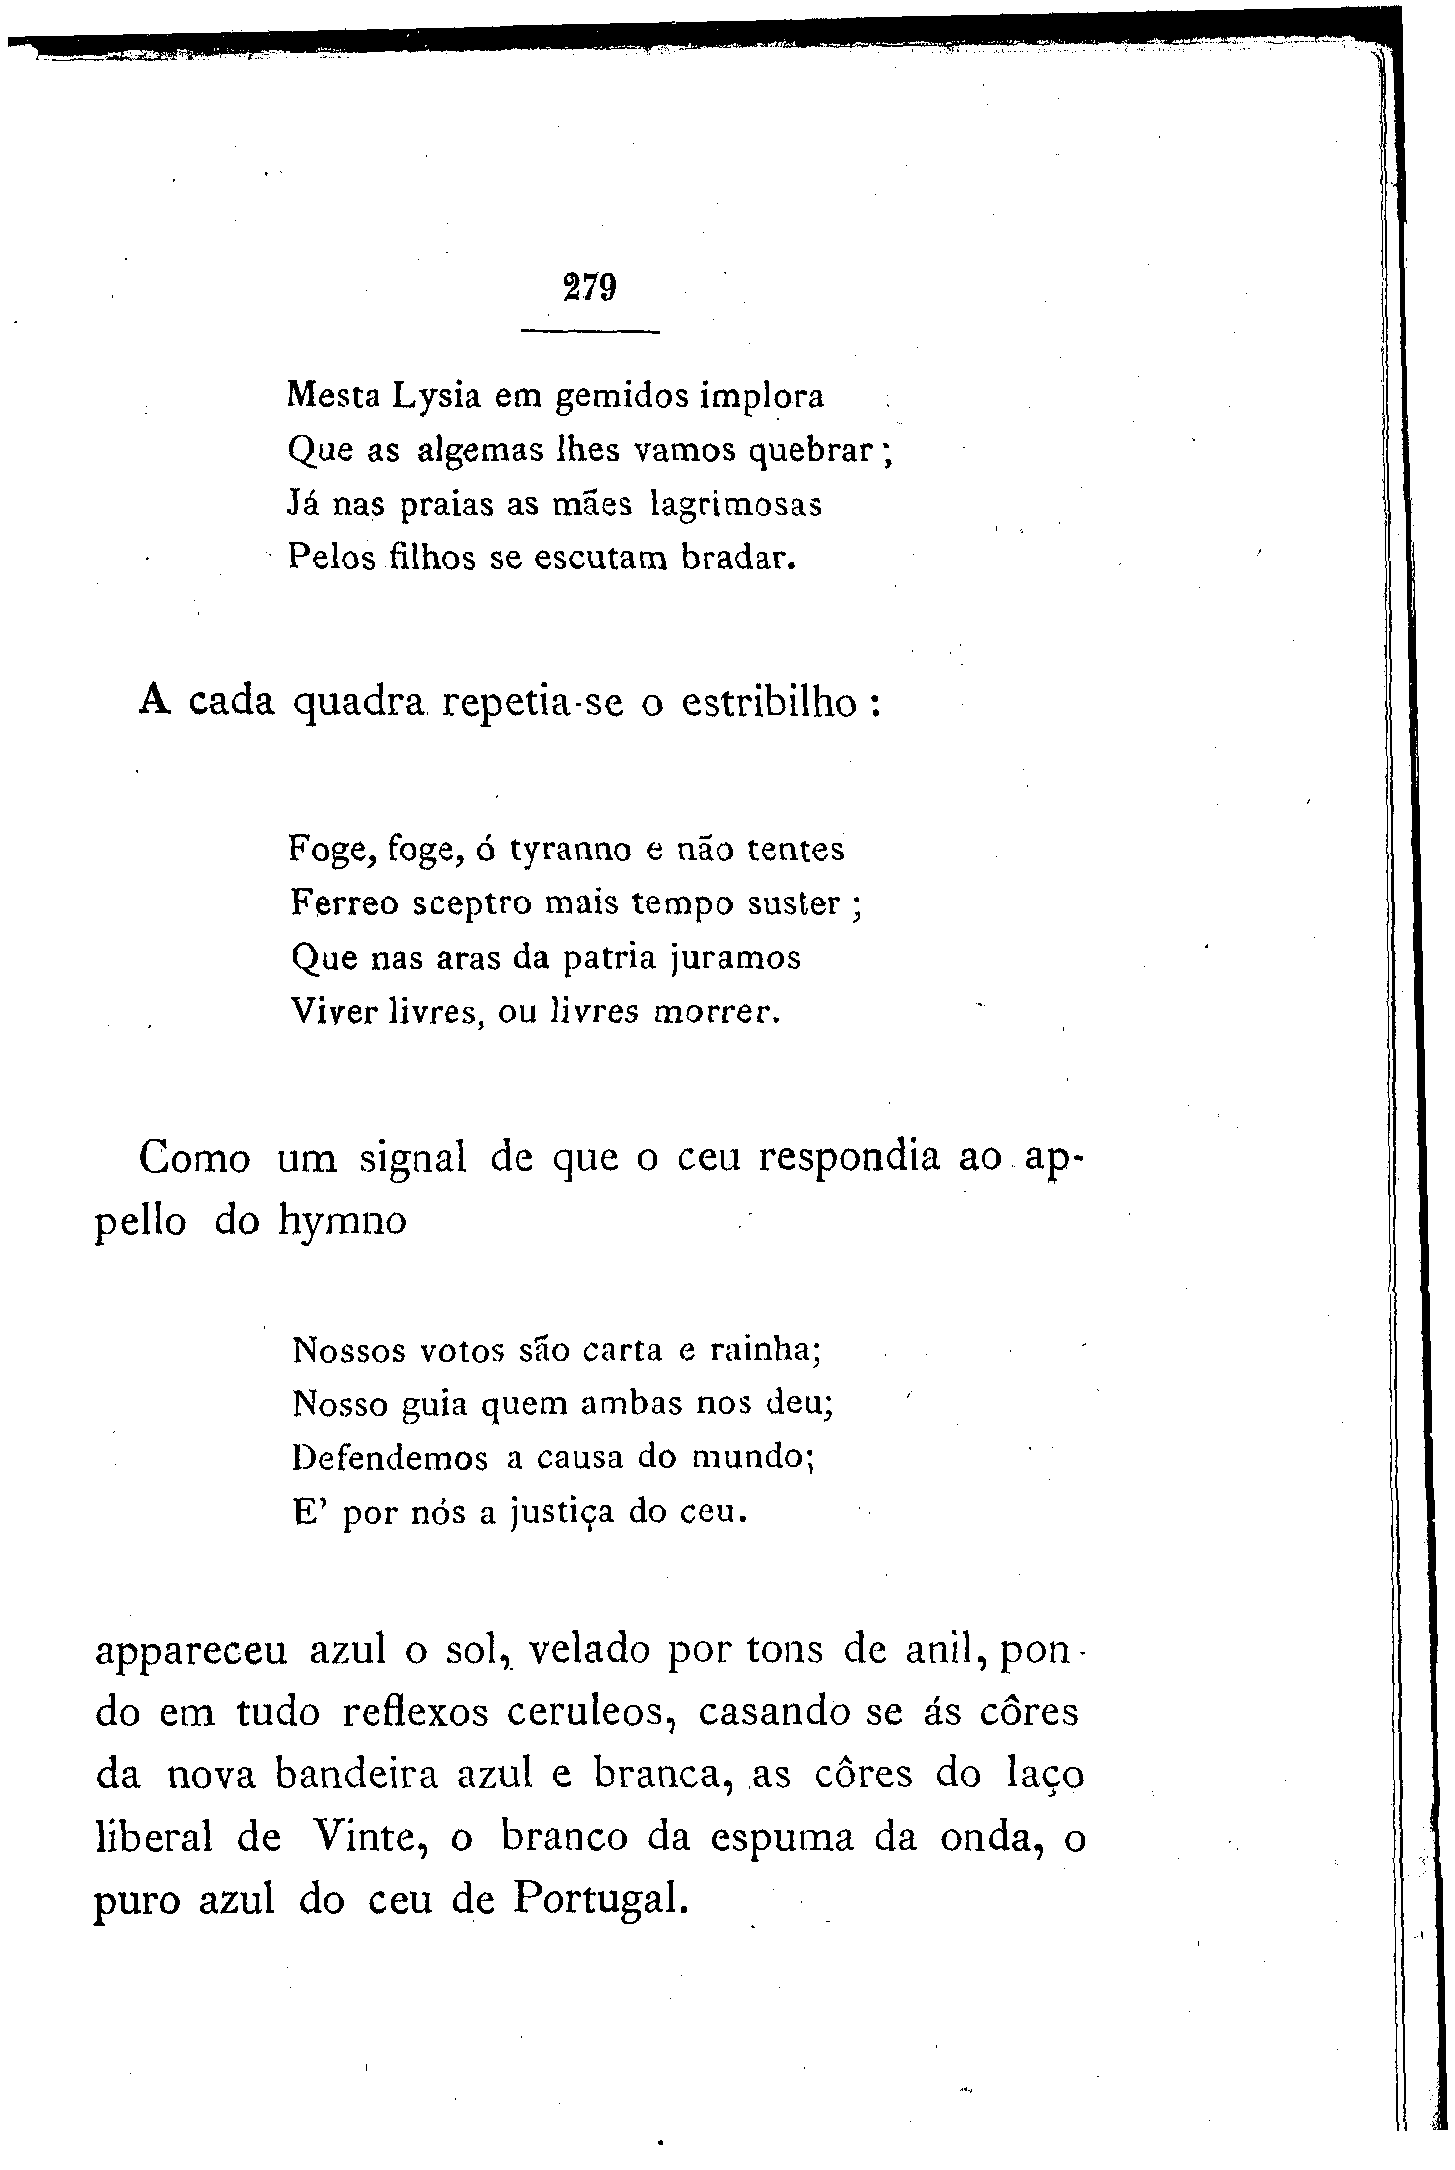 279
Mesta Lysia em gemidos implora
Que as algemas lhes vamos quebrar;
Já nas praias as mães lagrimosas
Pelos filhos se escutam bradar.
A cada quadra repetia-se o estribilho:
Foge, foge, ó tyranno e não tentes
Ferreo sceptro mais tempo suster;
Que nas aras da patria juramos
Viver livres, ou livres morrer.
Como um signal de que o ceu respondia ao ap-
pello do hymno
Nossos votos são carta e rainha;
Nosso guia quem ambas nos deu;
Defendemos a causa do mundo;
E' por nós a justiça do ceu.
appareceu azul o sol, velado por tons de anil, pon-
do em tudo reflexos ceruleos, casando se ás côres
da nova bandeira azul e branca, as côres do laço
liberal de Vinte, o branco da espuma da onda, o
puro azul do ceu de Portugal.